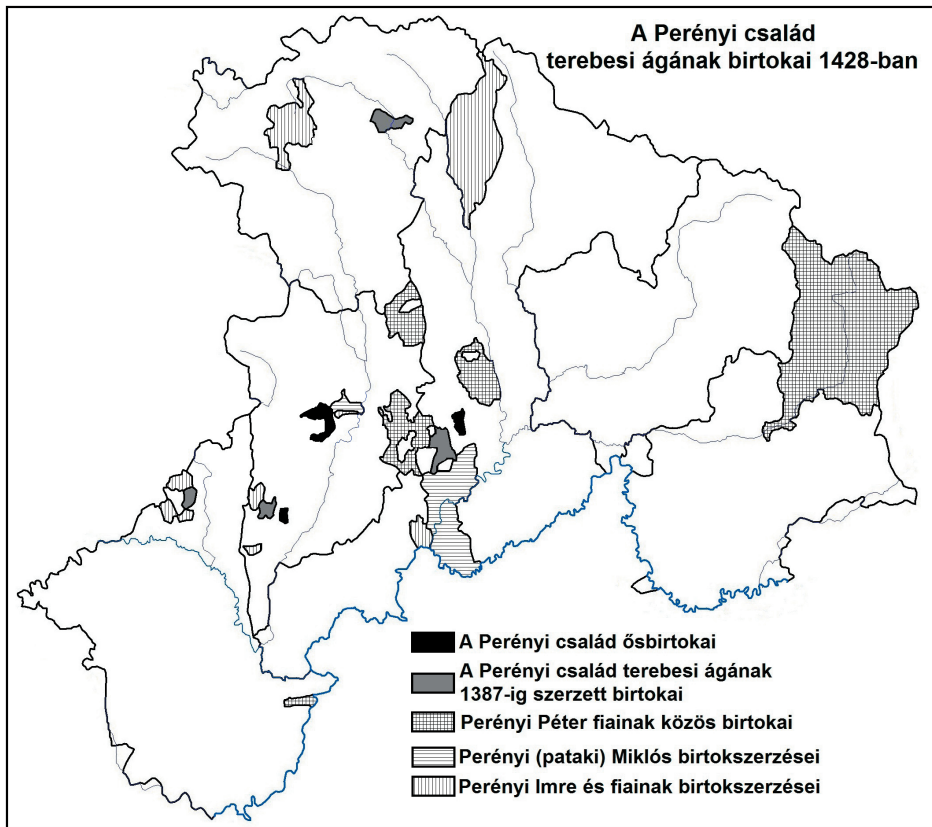 A Perényi család
terebesi ágának birtokai 1428-ban
A Perényi család ősbirtokai
A Perényi család terebesi ágának
1387-ig szerzett birtokai
Perényi Péter fiainak közös birtokai
Perényi (pataki) Miklós birtokszerzései
Perényi Imre és fiainak birtokszerzései